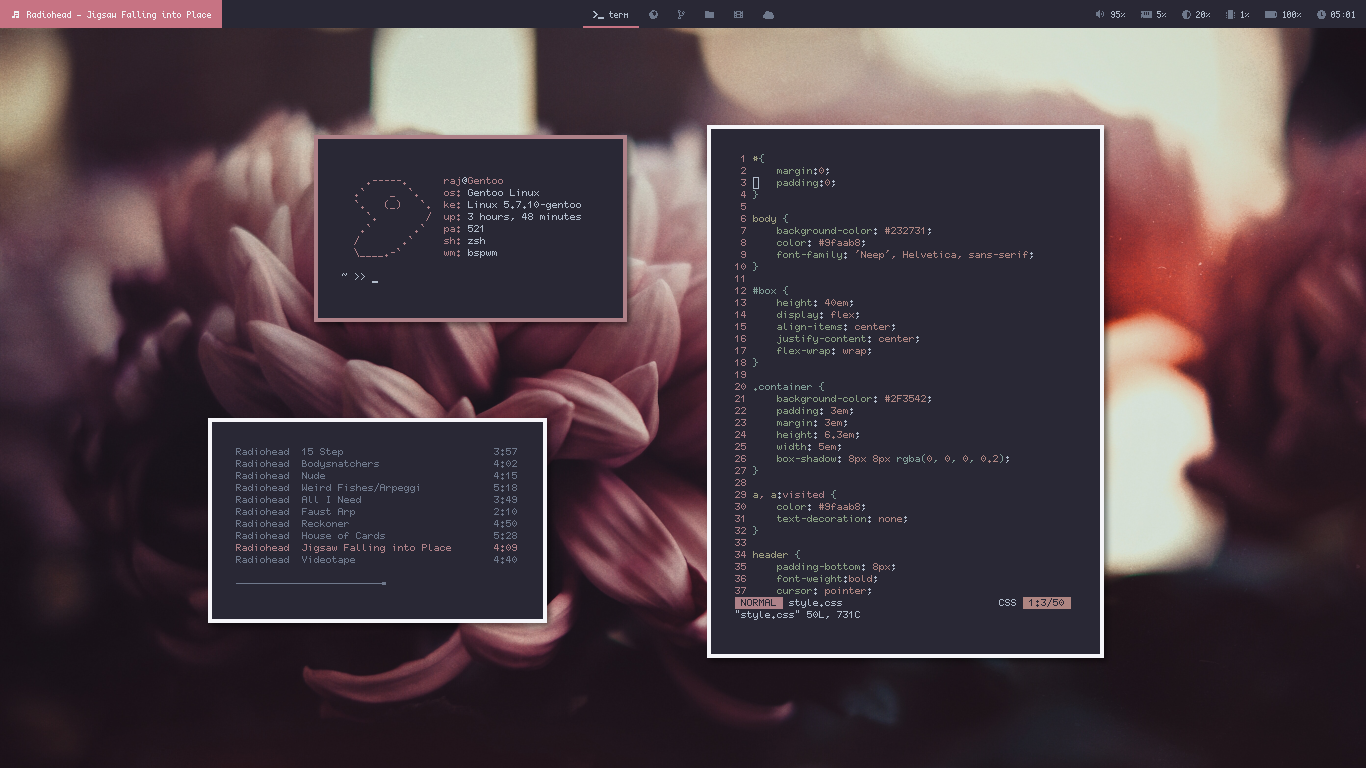 Radiohead - Jigsaw Falling into Place
term
95% 5% 20% 1% 100% 05:01
raj@Gentoo
os: Gentoo Linux
ke: Linux 5.7.10-gentoo
up: 3 hours, 48 minutes
pa: 521
sh: zsh
wm: bspwm
~ >> _
Radiohead 15 Step 3:57
Radiohead Bodysnatchers 4:02
Radiohead Nude 4:15
Radiohead Weird Fishes/Arpeggi 5:18
Radiohead All I Need 3:49
Radiohead Faust Arp 2:10
Radiohead Reckoner 4:50
Radiohead House of Cards 5:28
Radiohead Jigsaw Falling into Place 4:09
Radiohead Videotape 4:40
1 *{
2 margin:0;
3 padding:0;
4 }
5
6 body {
7 background-color: #232731;
8 color: #9faab8;
9 font-family: 'Neep', Helvetica, sans-serif;
10 }
11
12 #box {
13 height: 40em;
14 display: flex;
15 align-items: center;
16 justify-content: center;
17 flex-wrap: wrap;
18 }
19
20 .container {
21 background-color: #2F3542;
22 padding: 3em;
23 margin: 3em;
24 height: 6.3em;
25 width: 5em;
26 box-shadow: 8px 8px rgba(0, 0, 0, 0.2);
27 }
28
29 a, a:visited {
30 color: #9faab8;
31 text-decoration: none;
32 }
33
34 header {
35 padding-bottom: 8px;
36 font-weight:bold;
37 cursor: pointer;
NORMAL style.css CSS 1:3/50
"style.css" 50L, 731C